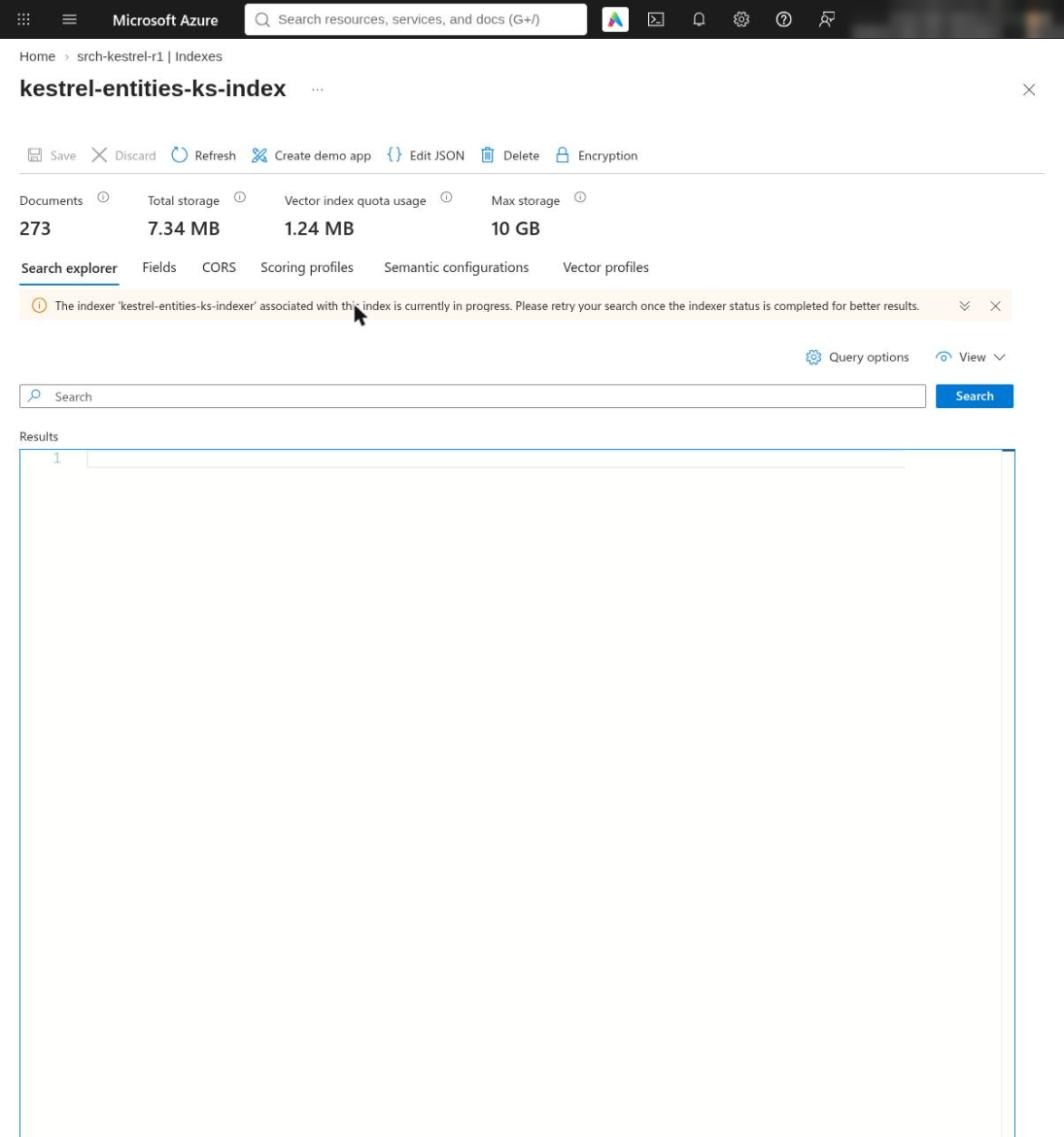 Microsoft Azure
Search resources, services, and docs (G+/)
Home > srch-kestrel-r1 | Indexes
kestrel-entities-ks-index ...
Save Discard Refresh Create demo app {} Edit JSON Delete Encryption
Documents Total storage Vector index quota usage Max storage
273 7.34 MB 1.24 MB 10 GB
Search explorer Fields CORS Scoring profiles Semantic configurations Vector profiles
The indexer 'kestrel-entities-ks-indexer' associated with this index is currently in progress. Please retry your search once the indexer status is completed for better results.
Query options View
Search Search
Results
1